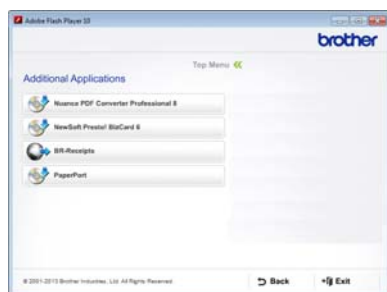 Adobe Flash Player 10
brother
Top Menu
Additional Applications
Nuance PDF Converter Professional 8
NewSoft Presto! BizCard 6
BR-Receipts
PaperPort
© 2001-2013 Brother Industries, Ltd. All Rights Reserved.
Back
Exit